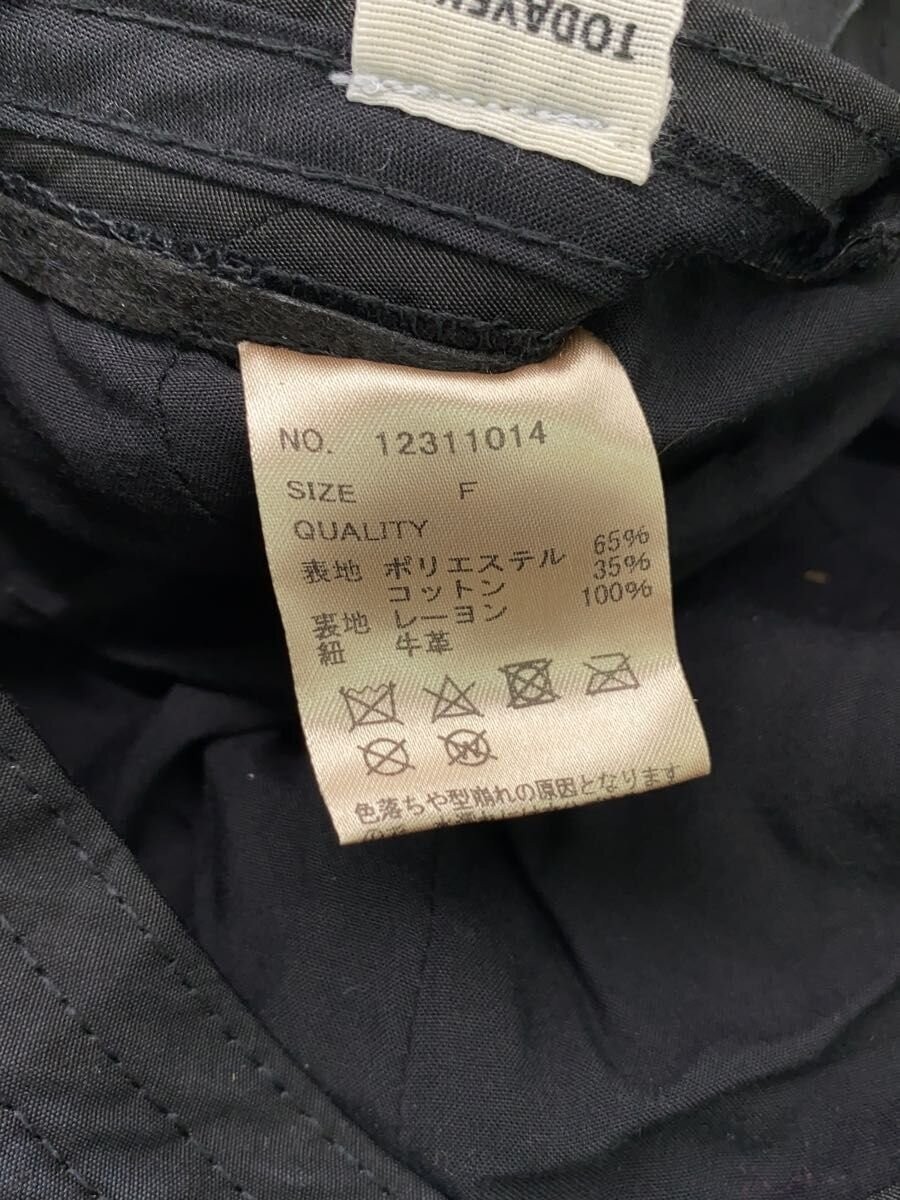 NO. 12311014
SIZE F
QUALITY
表地 ポリエステル 65%
コットン 35%
裏地 レーヨン 100%
紐 牛革
色落ちや型崩れの原因となります